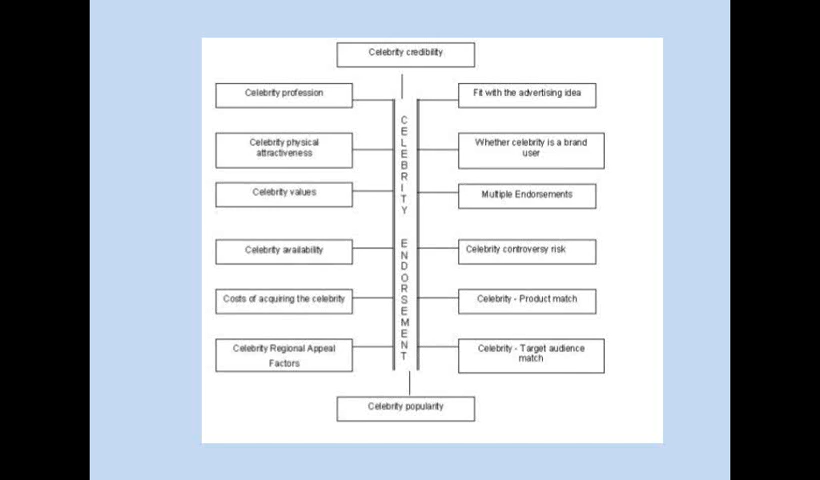 Celebrity credibility
Celebrity profession
Fit with the advertising idea
Celebrity physical
attractiveness
Whether celebrity is a brand
user
Celebrity values
Multiple Endorsements
CELEBRITY ENDORSEMENT
Celebrity availability
Celebrity controversy risk
Costs of acquiring the celebrity
Celebrity - Product match
Celebrity Regional Appeal
Factors
Celebrity - Target audience
match
Celebrity popularity